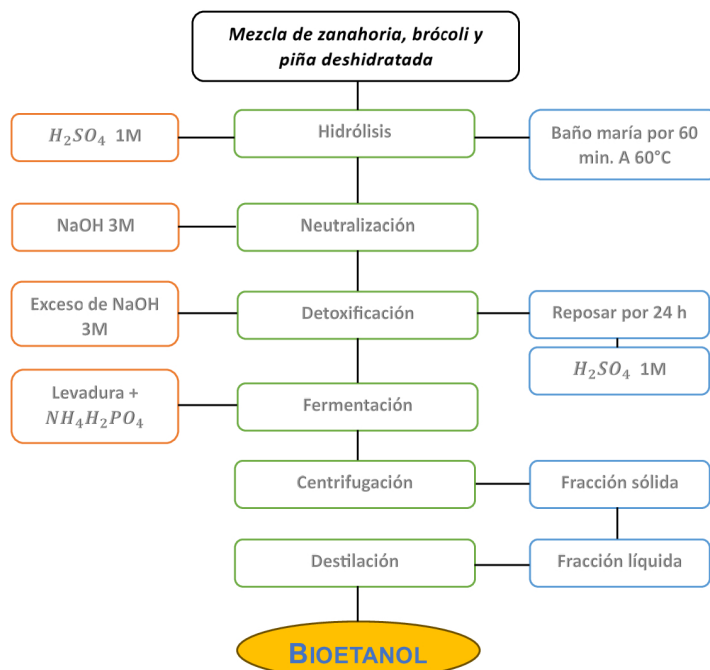 Mezcla de zanahoria, brócoli y
piña deshidratada
H₂SO₄ 1M
Hidrólisis
Baño maría por 60
min. A 60°C
NaOH 3M
Neutralización
Exceso de NaOH
3M
Detoxificación
Reposar por 24 h
H₂SO₄ 1M
Levadura +
NH₄H₂PO₄
Fermentación
Centrifugación
Fracción sólida
Destilación
Fracción líquida
BIOETANOL